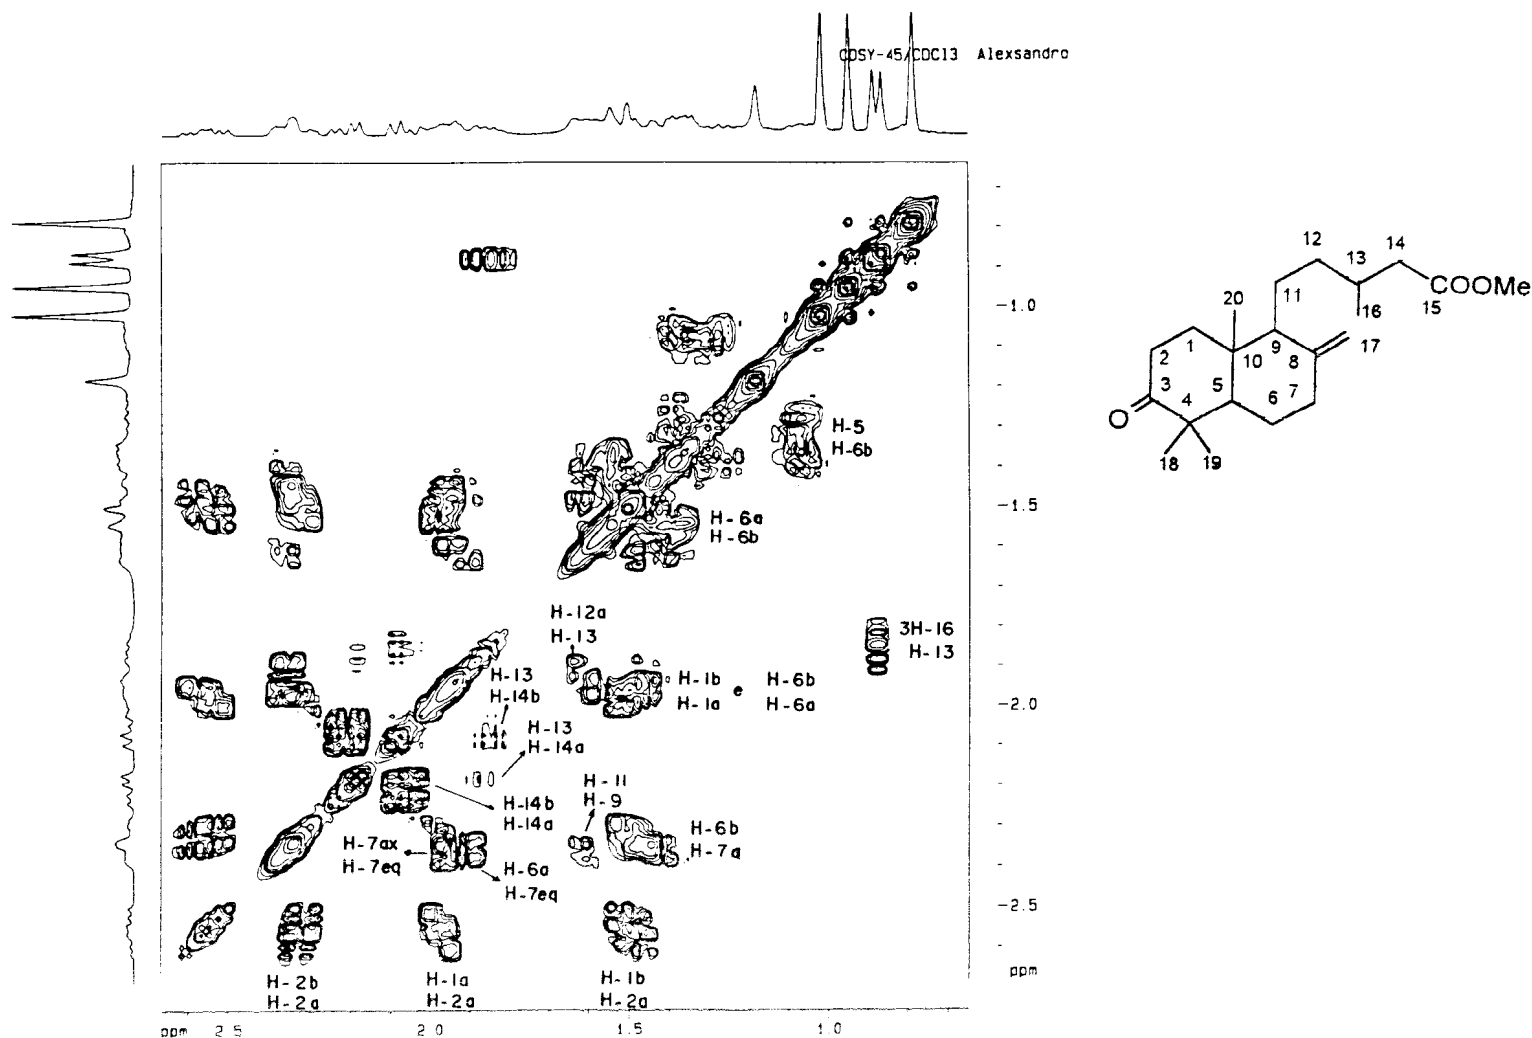 COSY-45/CDCl3 Alexsandro
-1.0
H-5
H-6b
-1.5
H-6a
H-6b
H-12a
H-13
3H-16
H-13
H-13
H-14b
H-1b e H-6b
H-1a H-6a
-2.0
H-13
H-14a
H-11
H-9
H-14b
H-14a
H-6b
H-7a
H-7ax
H-7eq
H-6a
H-7eq
-2.5
ppm
H-2b
H-2a
H-1a
H-2a
H-1b
H-2a
ppm 2.5 2.0 1.5 1.0
12
13
14
COOMe
15
16
11
20
1
2
3
4
5
6
7
8
9
10
17
O
18
19